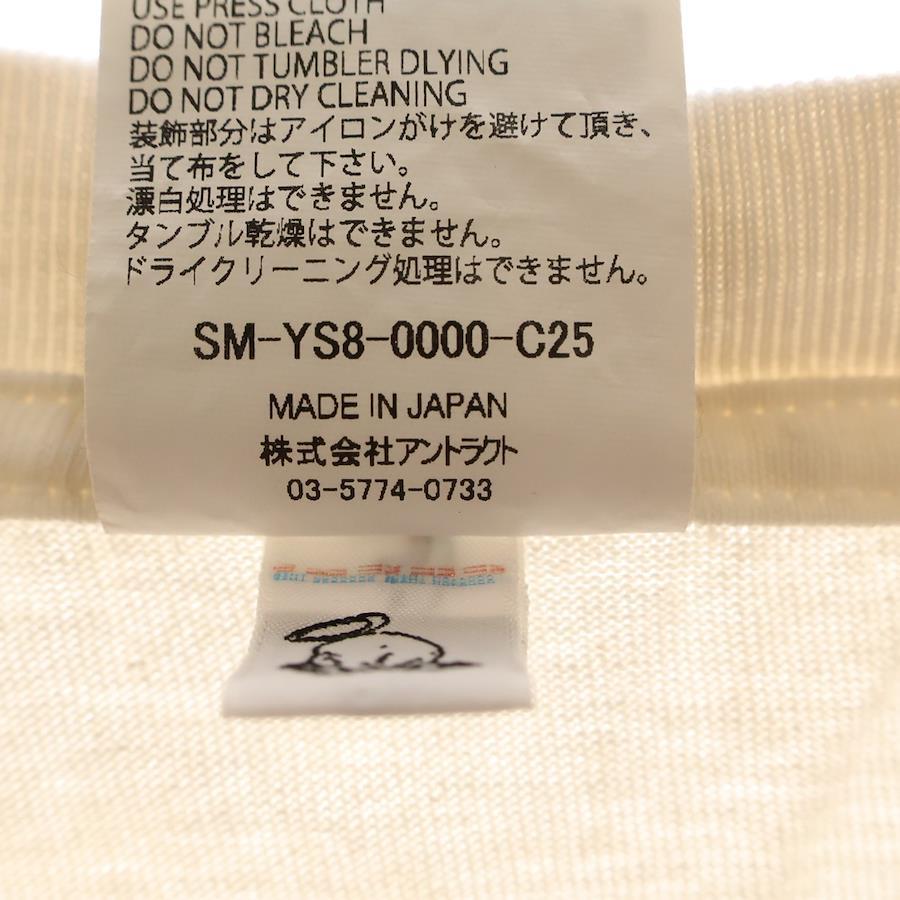 USE PRESS CLOTH
DO NOT BLEACH
DO NOT TUMBLER DLYING
DO NOT DRY CLEANING
装飾部分はアイロンがけを避けて頂き、
当て布をして下さい。
漂白処理はできません。
タンブル乾燥はできません。
ドライクリーニング処理はできません。
SM-YS8-0000-C25
MADE IN JAPAN
株式会社アントラクト
03-5774-0733